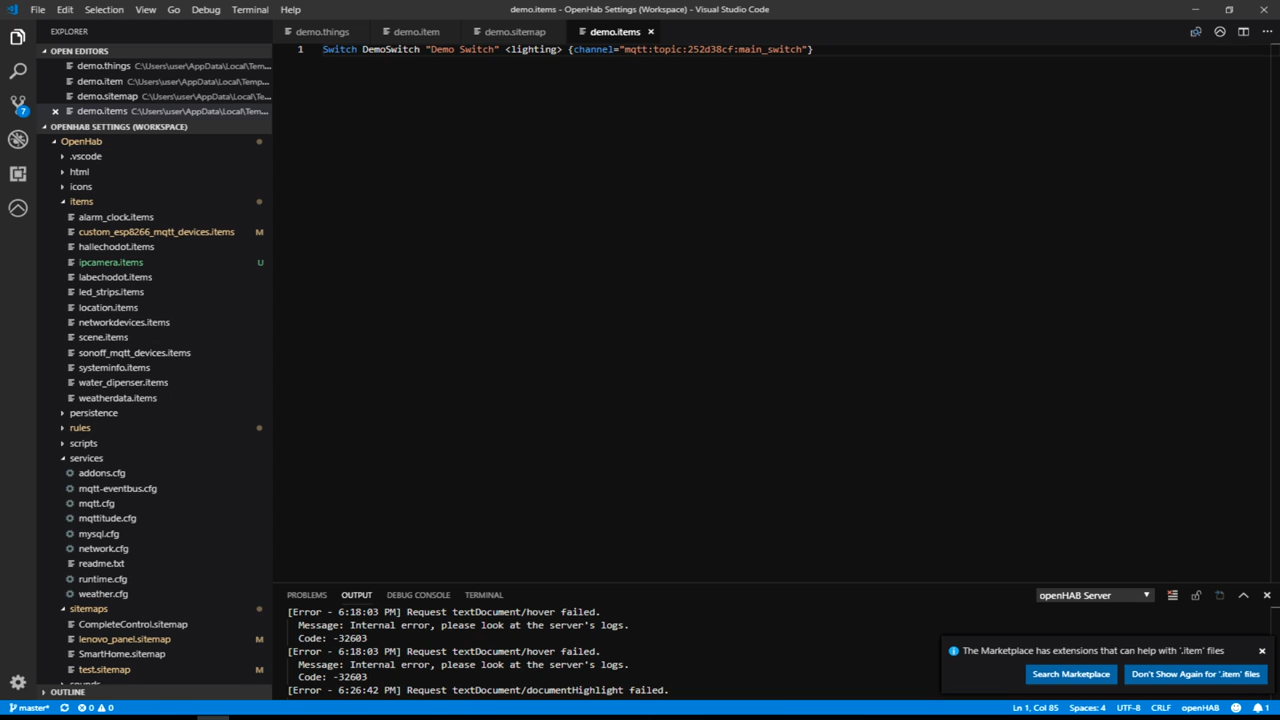 File Edit Selection View Go Debug Terminal Help
demo.items - OpenHab Settings (Workspace) - Visual Studio Code
EXPLORER
OPEN EDITORS
demo.things C:\Users\user\AppData\Local\Temp...
demo.item C:\Users\user\AppData\Local\Temp...
demo.sitemap C:\Users\user\AppData\Local\Te...
demo.items C:\Users\user\AppData\Local\Tem...
OPENHAB SETTINGS (WORKSPACE)
OpenHab
.vscode
html
icons
items
alarm_clock.items
custom_esp8266_mqtt_devices.items M
hallechodot.items
ipcamera.items U
labechodot.items
led_strips.items
location.items
networkdevices.items
scene.items
sonoff_mqtt_devices.items
systeminfo.items
water_dipenser.items
weatherdata.items
persistence
rules
scripts
services
addons.cfg
mqtt-eventbus.cfg
mqtt.cfg
mqttitude.cfg
mysql.cfg
network.cfg
readme.txt
runtime.cfg
weather.cfg
sitemaps
CompleteControl.sitemap
lenovo_panel.sitemap M
SmartHome.sitemap
test.sitemap M
OUTLINE
7
demo.things demo.item demo.sitemap demo.items
1 Switch DemoSwitch "Demo Switch" <lighting> {channel="mqtt:topic:252d38cf:main_switch"}
PROBLEMS OUTPUT DEBUG CONSOLE TERMINAL
openHAB Server
[Error - 6:18:03 PM] Request textDocument/hover failed.
Message: Internal error, please look at the server's logs.
Code: -32603
[Error - 6:18:03 PM] Request textDocument/hover failed.
Message: Internal error, please look at the server's logs.
Code: -32603
[Error - 6:26:42 PM] Request textDocument/documentHighlight failed.
The Marketplace has extensions that can help with '.item' files
Search Marketplace Don't Show Again for '.item' files
master* 0 0
Ln 1, Col 85 Spaces: 4 UTF-8 CRLF openHAB 1